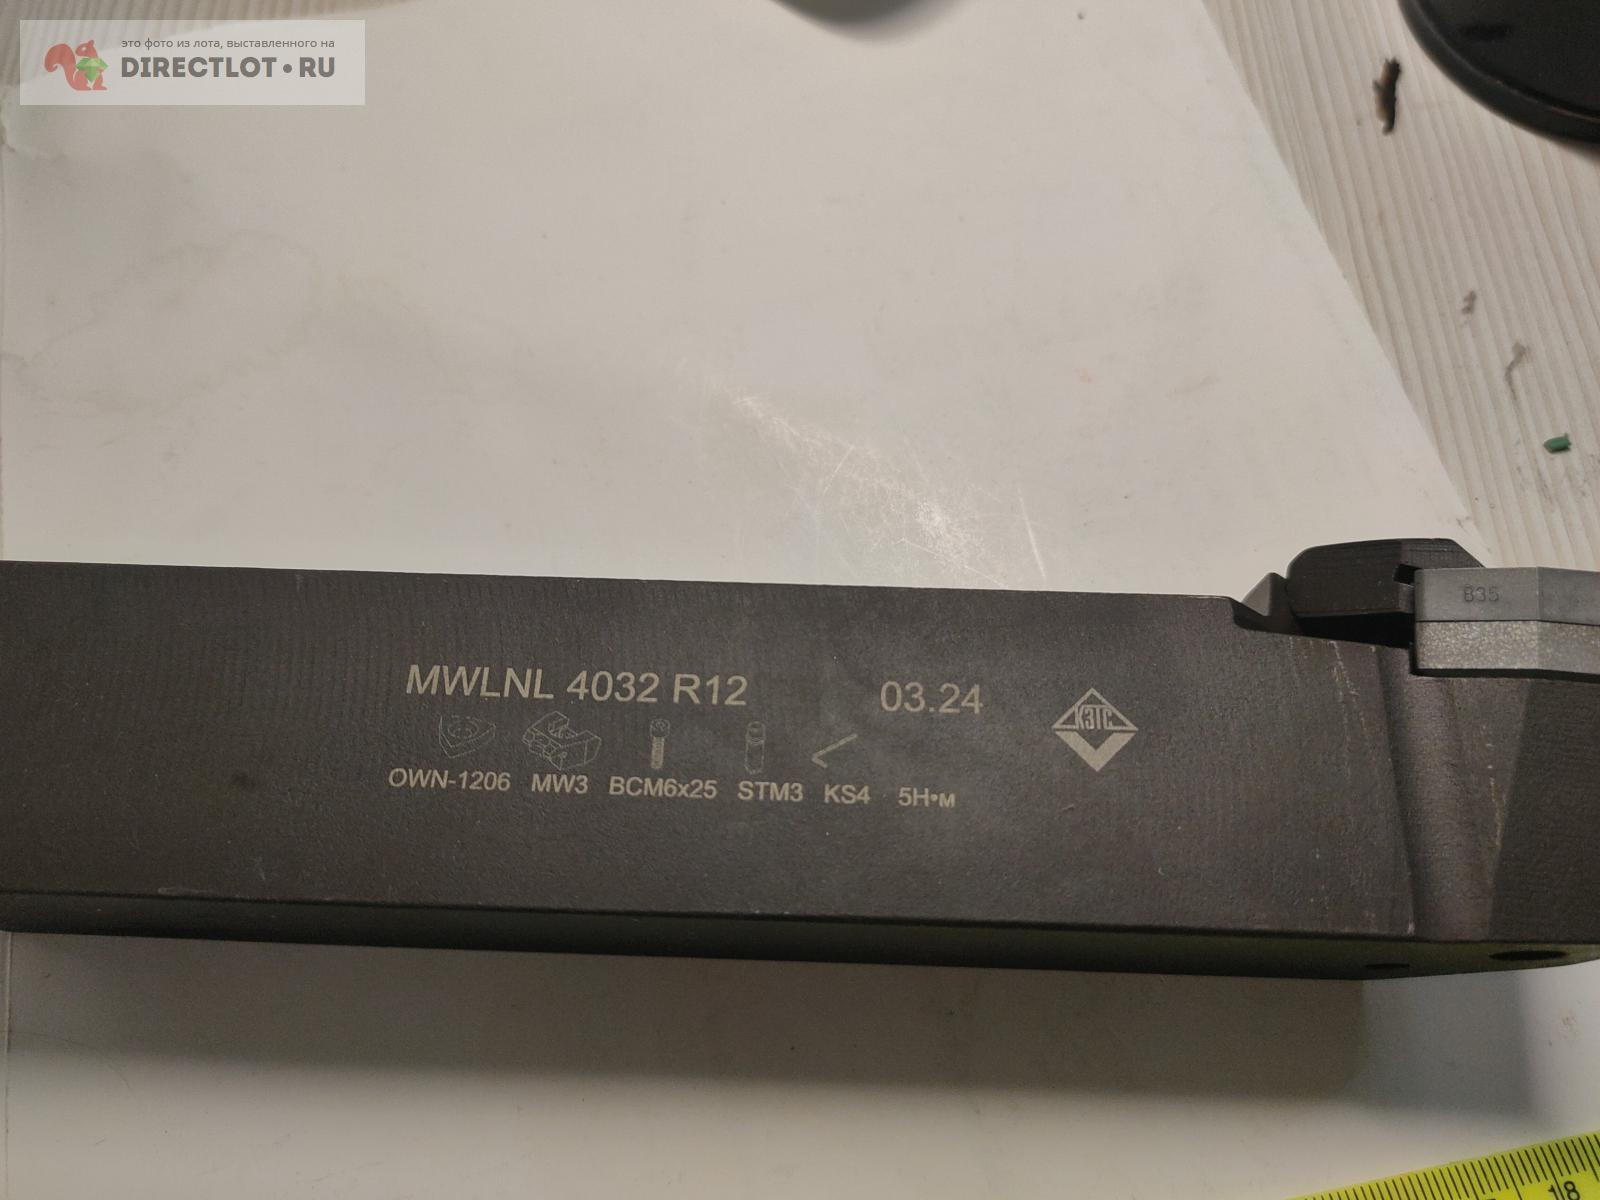 это фото из лота, выставленного на
DIRECTLOT•RU
B35
MWLNL 4032 R12 03.24
КЗТС
OWN-1206 MW3 BCM6x25 STM3 KS4 5Н•м
18